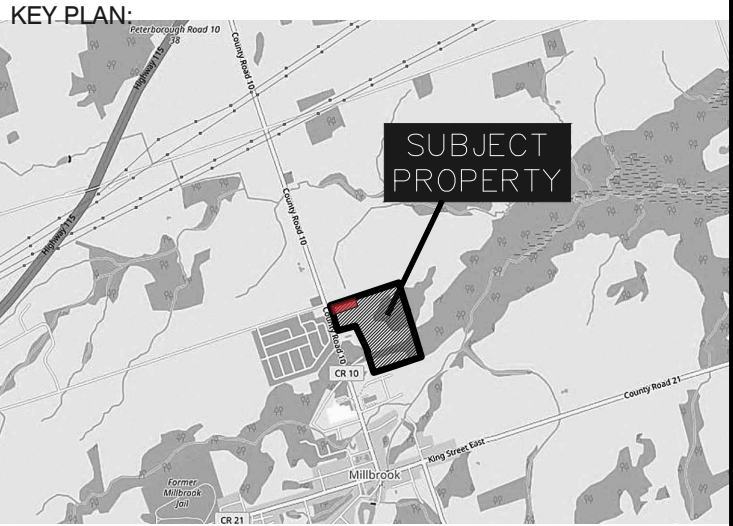 KEY PLAN:
Peterborough Road 10
38
Highway 115
County Road 10
SUBJECT
PROPERTY
County Road 10
Highway 115
County Road 10
CR 10
County Road 21
King Street East
Millbrook
Former
Millbrook
Jail
CR 21